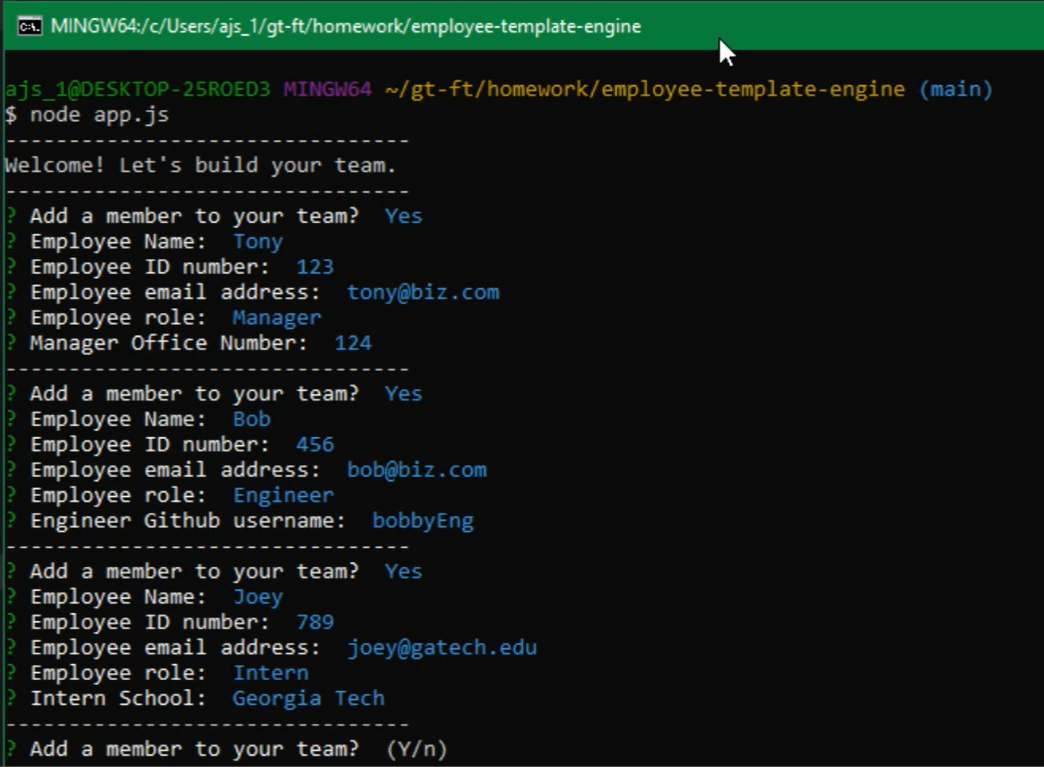 MINGW64:/c/Users/ajs_1/gt-ft/homework/employee-template-engine
ajs_1@DESKTOP-25ROED3 MINGW64 ~/gt-ft/homework/employee-template-engine (main)
$ node app.js
--------------------------------
Welcome! Let's build your team.
--------------------------------
? Add a member to your team?  Yes
? Employee Name:  Tony
? Employee ID number:  123
? Employee email address:  tony@biz.com
? Employee role:  Manager
? Manager Office Number:  124
--------------------------------
? Add a member to your team?  Yes
? Employee Name:  Bob
? Employee ID number:  456
? Employee email address:  bob@biz.com
? Employee role:  Engineer
? Engineer Github username:  bobbyEng
--------------------------------
? Add a member to your team?  Yes
? Employee Name:  Joey
? Employee ID number:  789
? Employee email address:  joey@gatech.edu
? Employee role:  Intern
? Intern School:  Georgia Tech
--------------------------------
? Add a member to your team?  (Y/n)